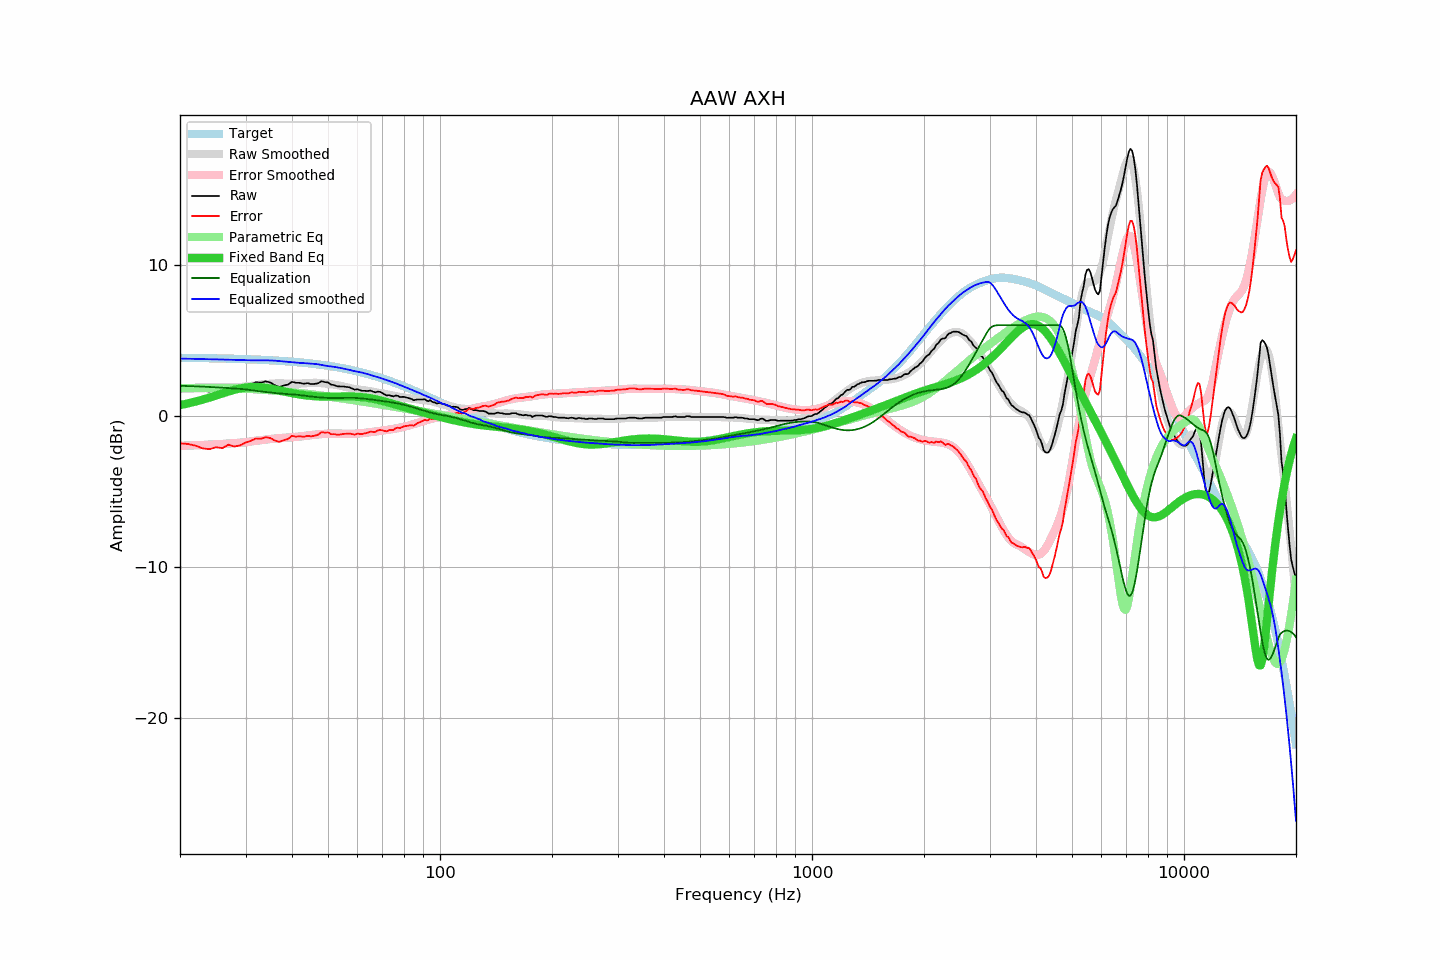 AAW AXH
Target
Raw Smoothed
Error Smoothed
Raw
Error
Parametric Eq
Fixed Band Eq
Equalization
Equalized smoothed
10
0
−10
−20
Amplitude (dBr)
100
1000
10000
Frequency (Hz)